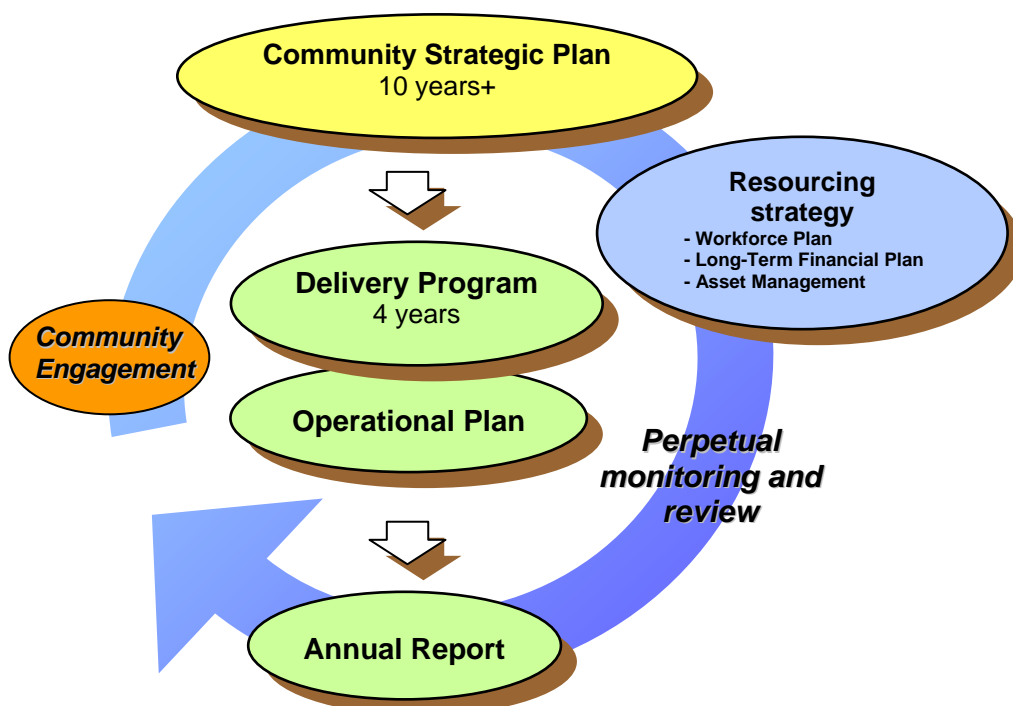 Community Strategic Plan
10 years+
Resourcing
strategy
- Workforce Plan
- Long-Term Financial Plan
- Asset Management
Delivery Program
4 years
Community
Engagement
Operational Plan
Perpetual
monitoring and
review
Annual Report